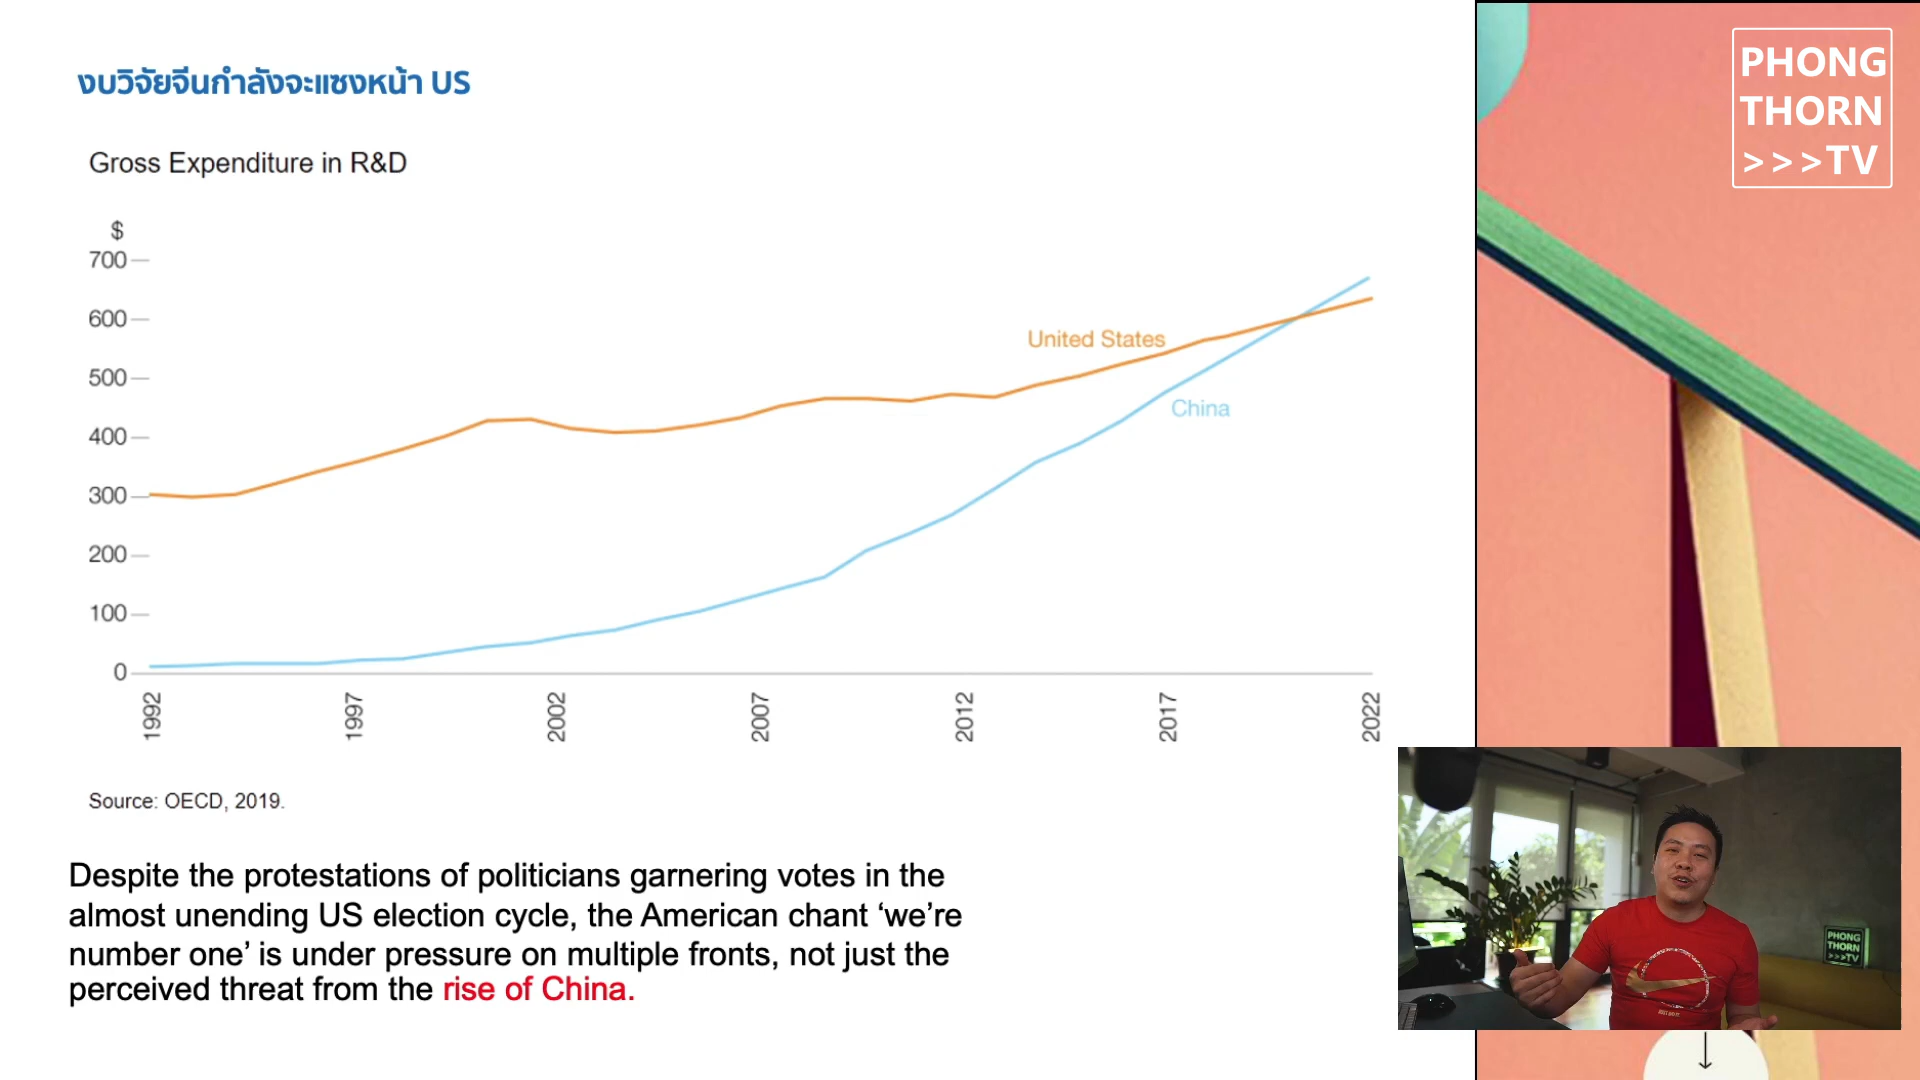 งบวิจัยจีนกำลังจะแซงหน้า US
Gross Expenditure in R&D
$
700
600
500
400
300
200
100
0
United States
China
1992
1997
2002
2007
2012
2017
2022
Source: OECD, 2019.
Despite the protestations of politicians garnering votes in the
almost unending US election cycle, the American chant ‘we’re
number one’ is under pressure on multiple fronts, not just the
perceived threat from the rise of China.
PHONG
THORN
>>>TV
PHONG
THORN
>>>TV